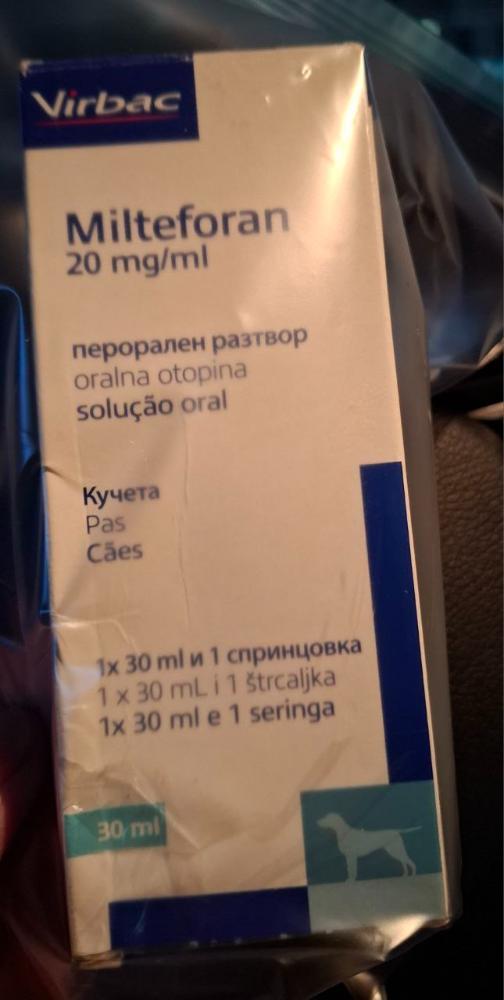 Virbac
Milteforan
20 mg/ml
перорален разтвор
oralna otopina
solução oral
Кучета
Pas
Cães
1x 30 ml и 1 спринцовка
1 x 30 mL i 1 štrcaljka
1x 30 ml e 1 seringa
30 ml